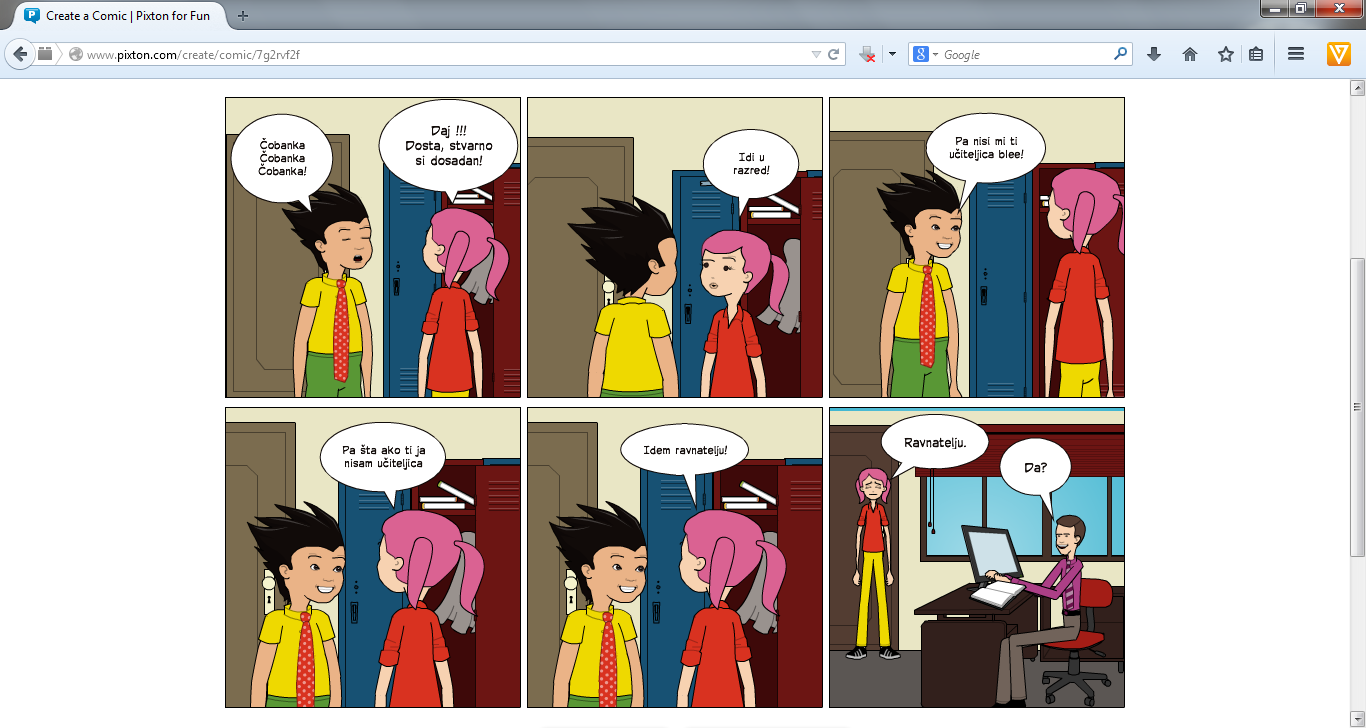 Create a Comic | Pixton for Fun
www.pixton.com/create/comic/7g2rvf2f
Google
Čobanka
Čobanka
Čobanka!
Daj !!!
Dosta, stvarno
si dosadan!
Idi u
razred!
Pa nisi mi ti
učiteljica blee!
Pa šta ako ti ja
nisam učiteljica
Idem ravnatelju!
Ravnatelju.
Da?